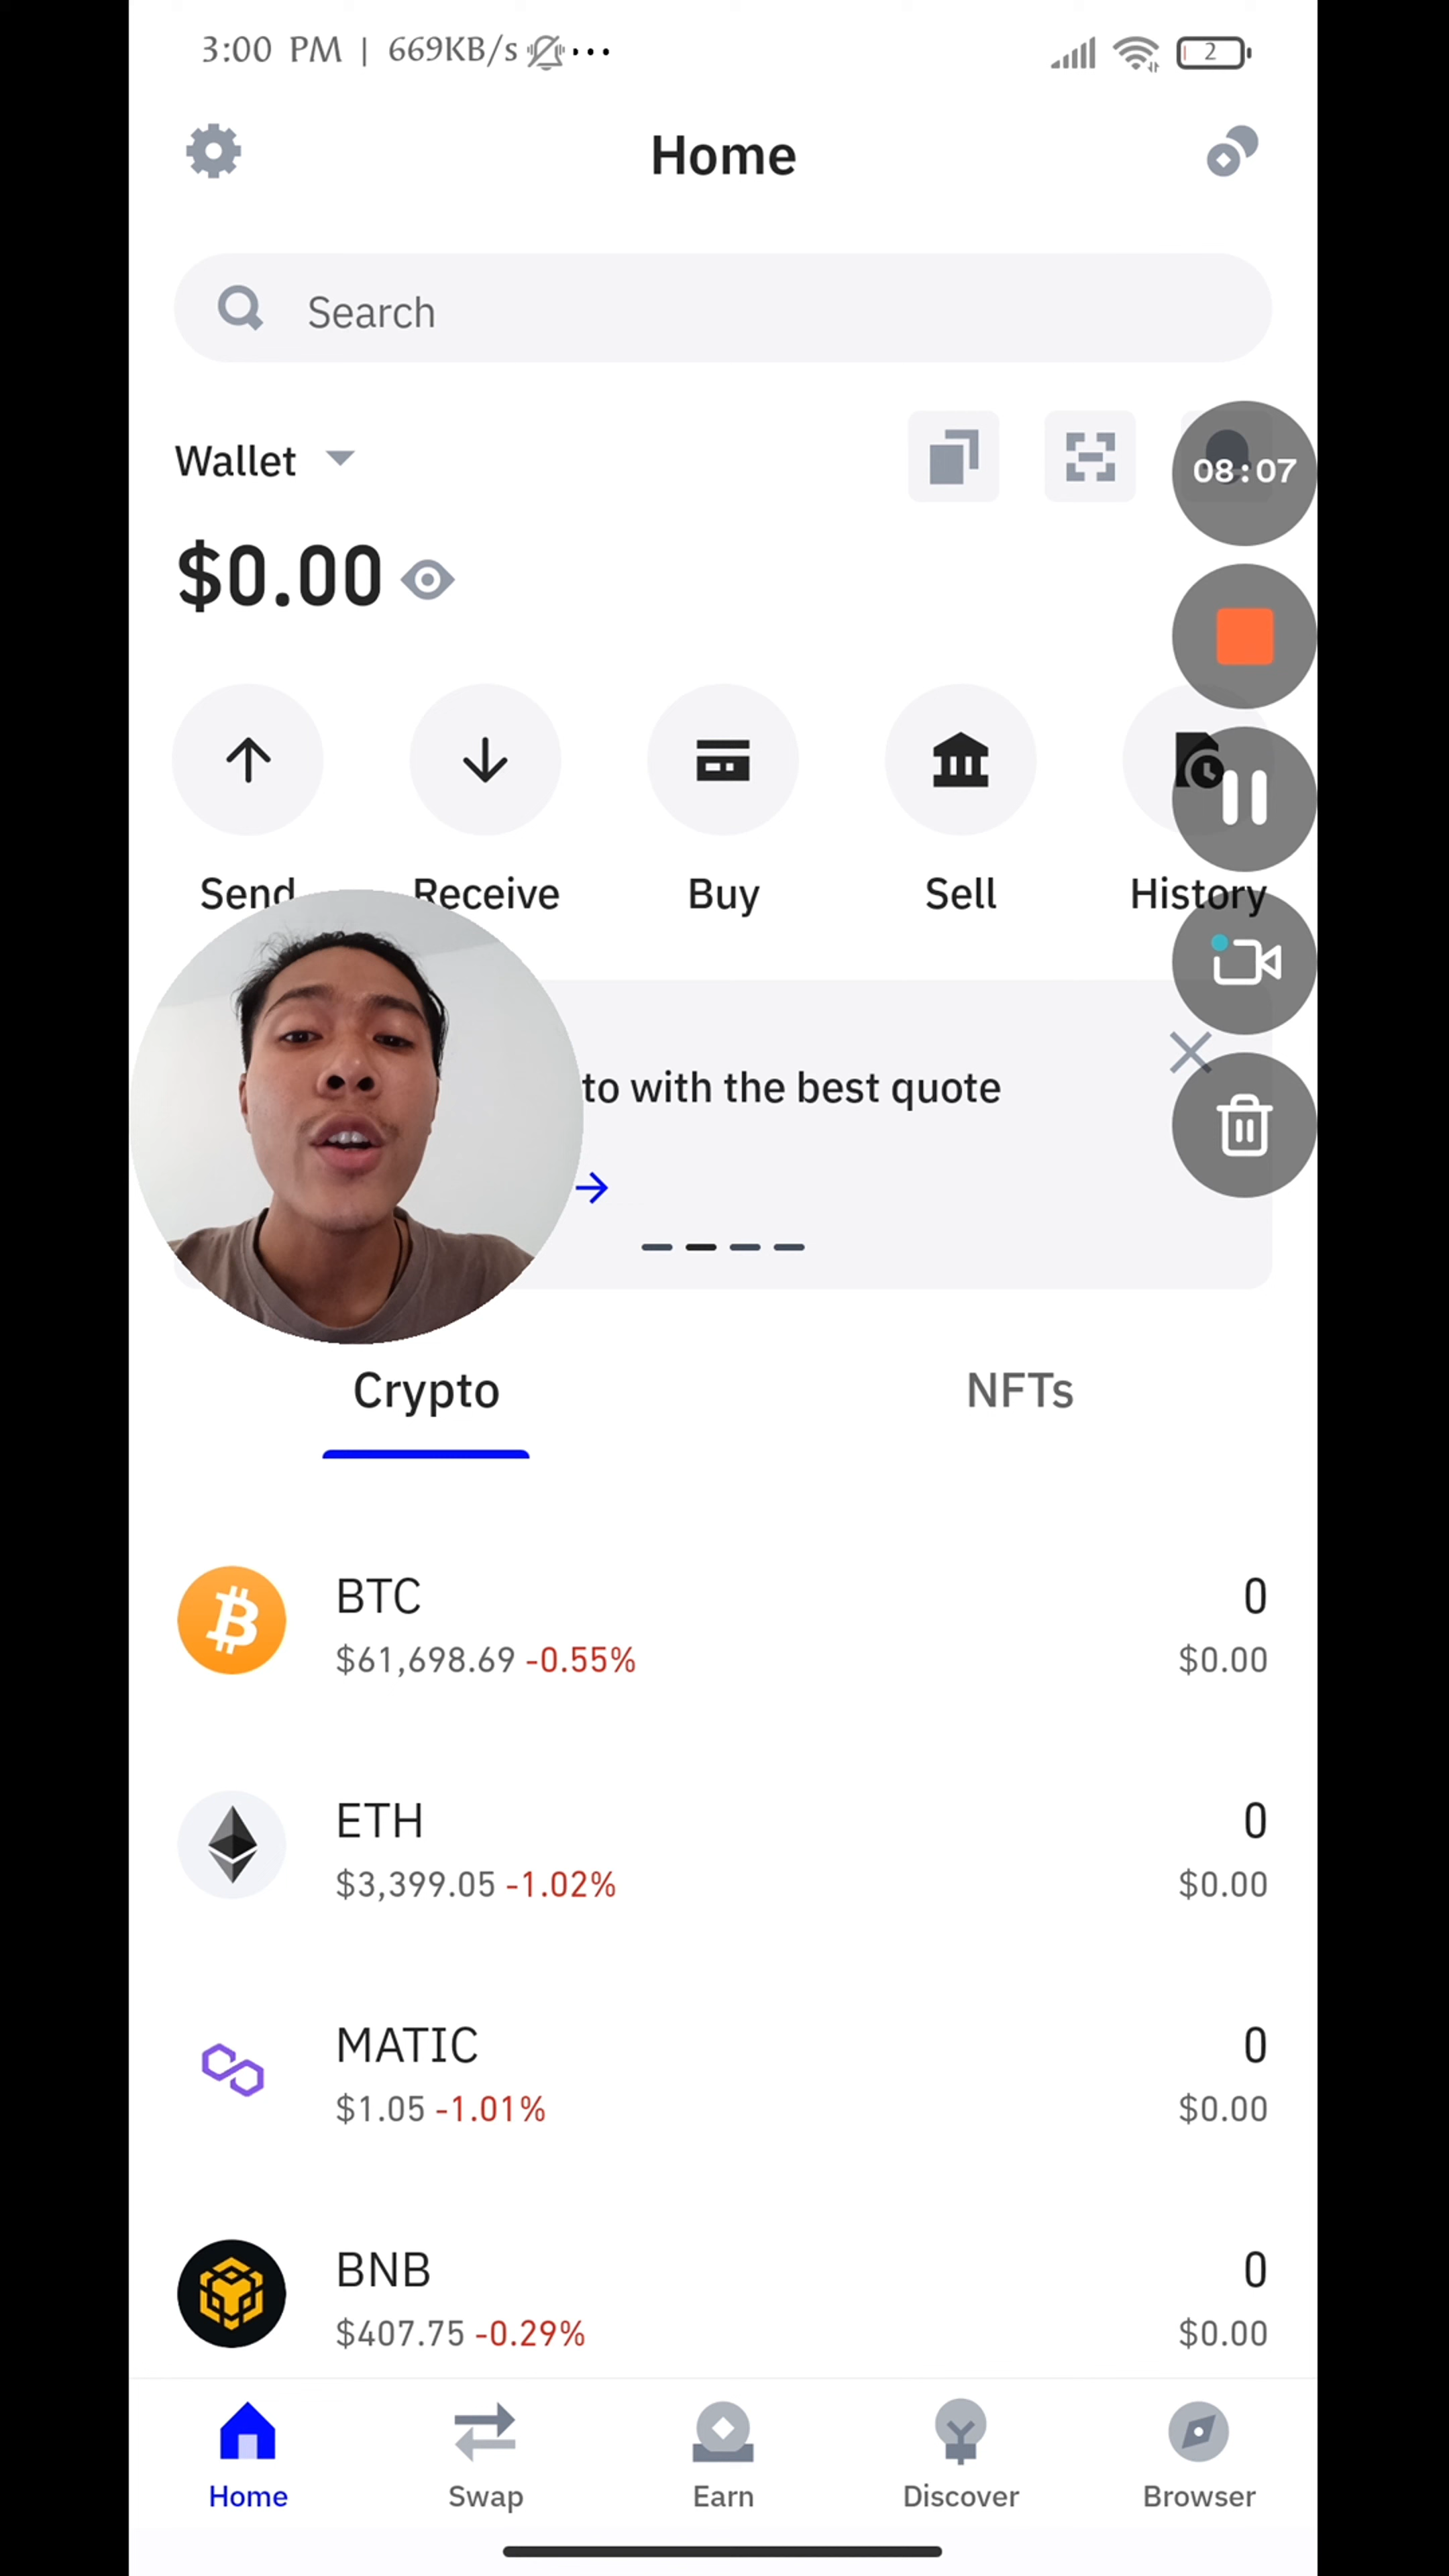 3:00 PM | 669KB/s ...
2
Home
Search
Wallet
08:07
$0.00
Send
Receive
Buy
Sell
History
to with the best quote
Crypto
NFTs
BTC
0
$61,698.69 -0.55%
$0.00
ETH
0
$3,399.05 -1.02%
$0.00
MATIC
0
$1.05 -1.01%
$0.00
BNB
0
$407.75 -0.29%
$0.00
Home
Swap
Earn
Discover
Browser